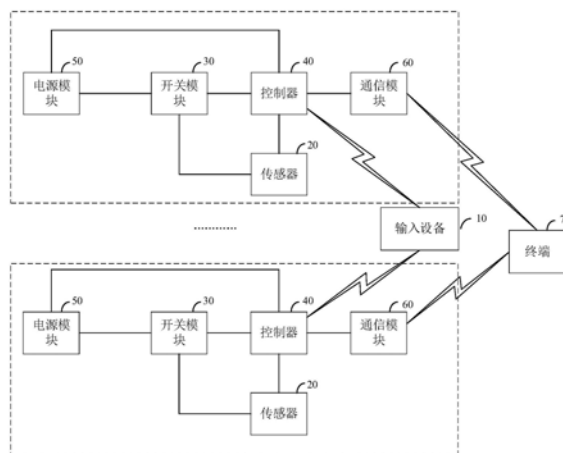 50
30
40
60
电源模
块
开关模
块
控制器
通信模
块
20
传感器
………
输入设备
10
7
终端
50
30
40
60
电源模
块
开关模
块
控制器
通信模
块
20
传感器